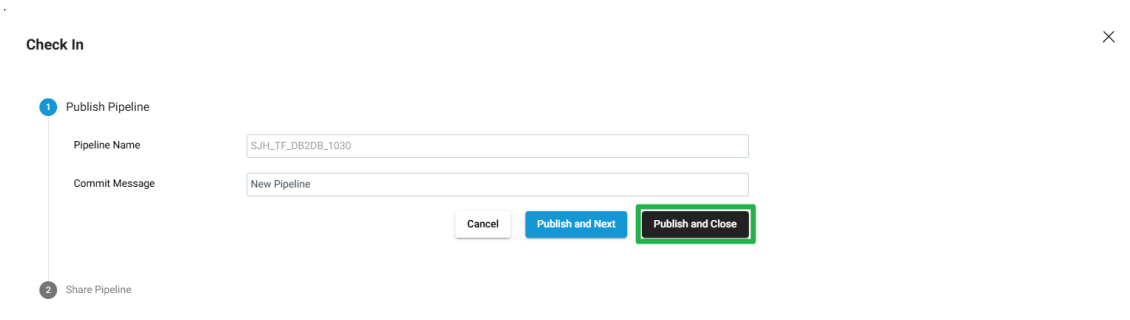 Check In
1 Publish Pipeline
Pipeline Name SJH_TF_DB2DB_1030
Commit Message New Pipeline
Cancel Publish and Next Publish and Close
2 Share Pipeline